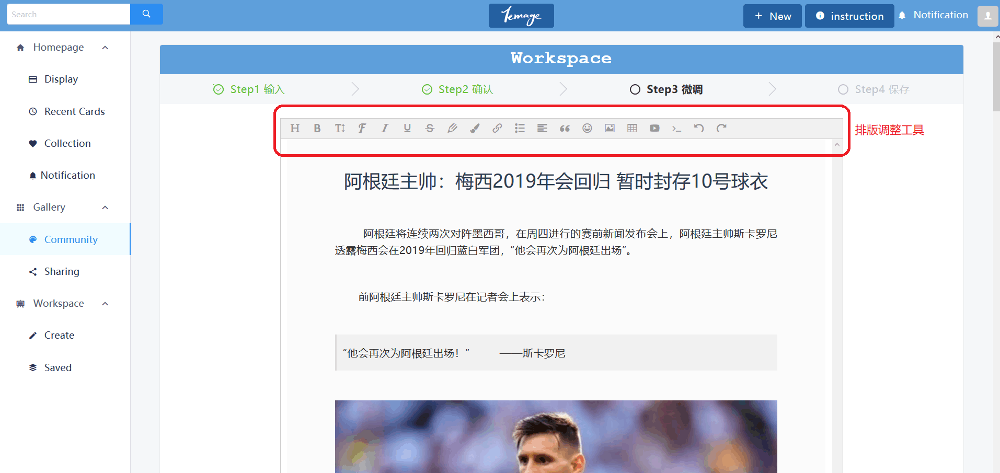 Search
Temage
New
instruction
Notification
Homepage
Display
Recent Cards
Collection
Notification
Gallery
Community
Sharing
Workspace
Create
Saved
Workspace
Step1 输入
Step2 确认
Step3 微调
Step4 保存
排版调整工具
阿根廷主帅：梅西2019年会回归 暂时封存10号球衣
阿根廷将连续两次对阵墨西哥，在周四进行的赛前新闻发布会上，阿根廷主帅斯卡罗尼
透露梅西会在2019年回归蓝白军团，“他会再次为阿根廷出场”。
前阿根廷主帅斯卡罗尼在记者会上表示：
“他会再次为阿根廷出场！” ——斯卡罗尼